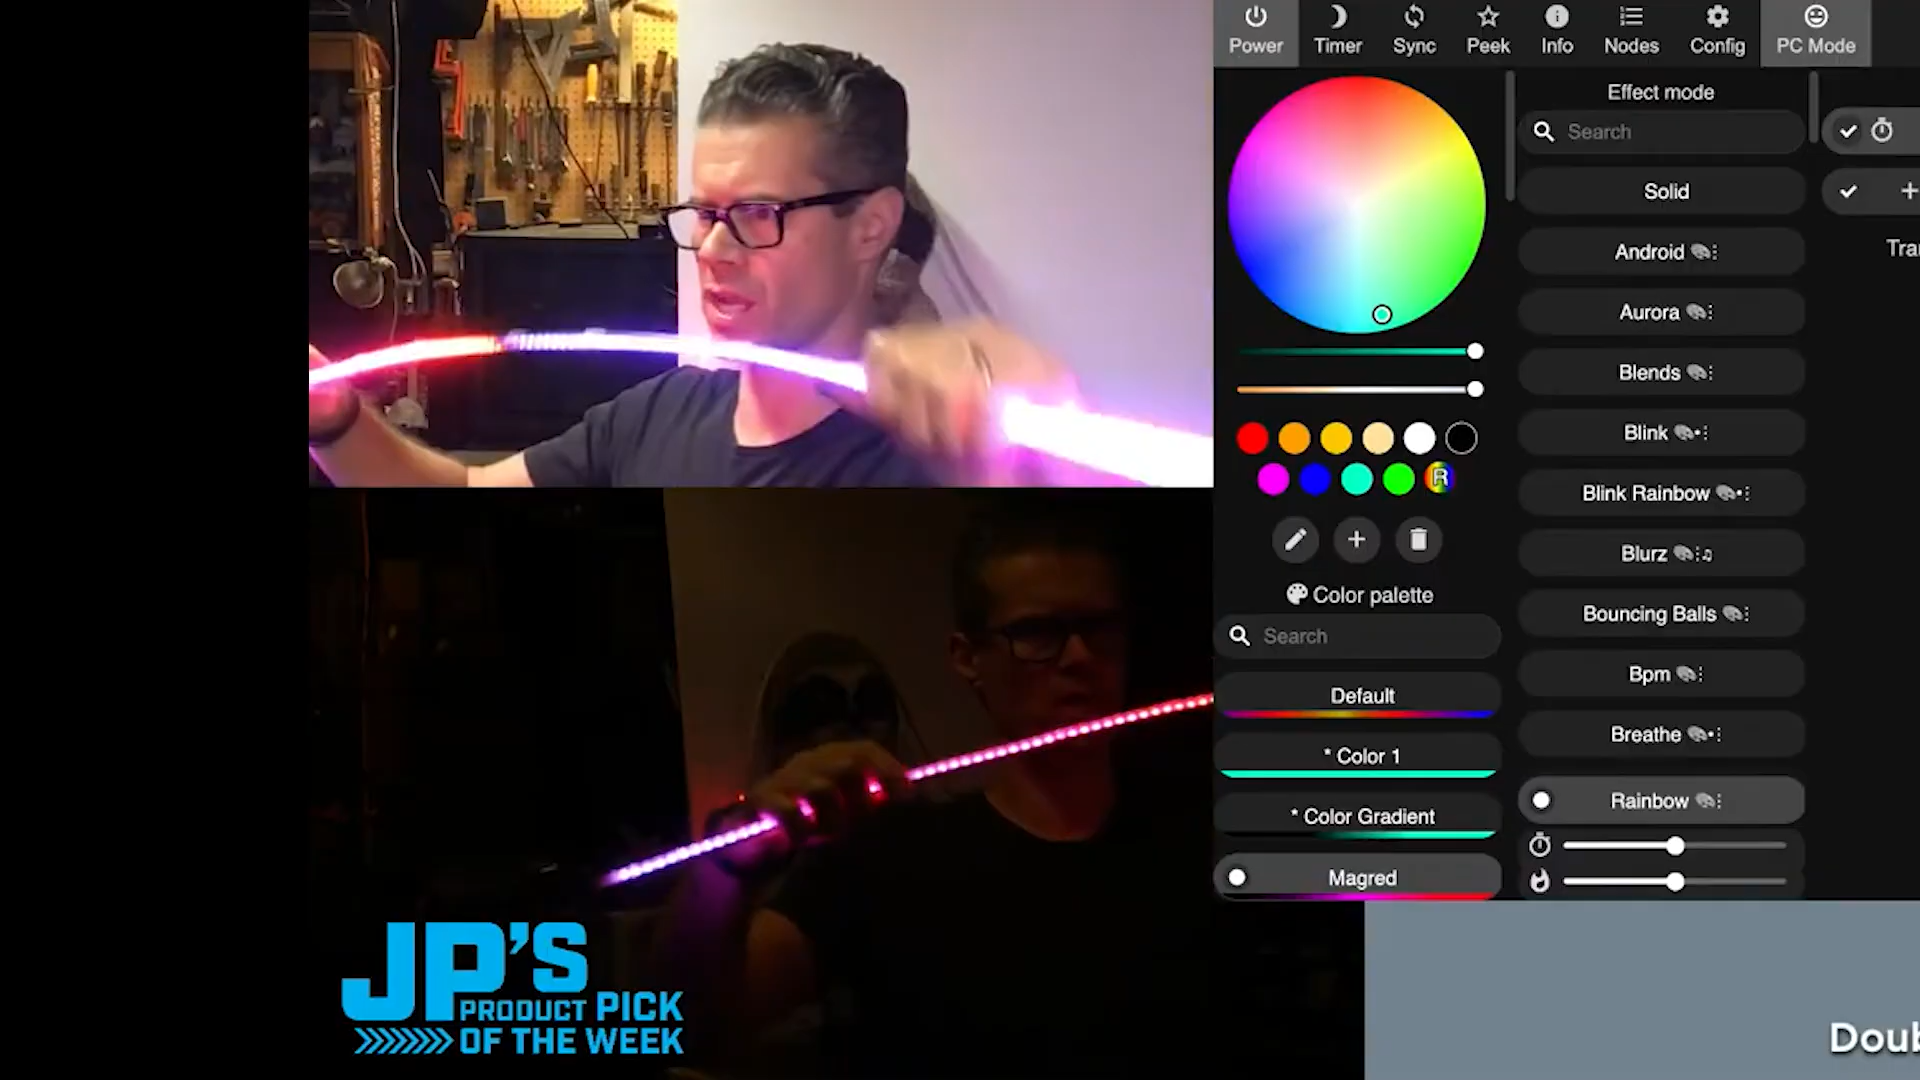 Power
Timer
Sync
Peek
Info
Nodes
Config
PC Mode
Effect mode
Search
Solid
Android
Aurora
Blends
Blink
Blink Rainbow
Blurz
Bouncing Balls
Bpm
Breathe
Rainbow
R
Color palette
Search
Default
* Color 1
* Color Gradient
Magred
Tra
Doub
JP'S
PRODUCT PICK
OF THE WEEK